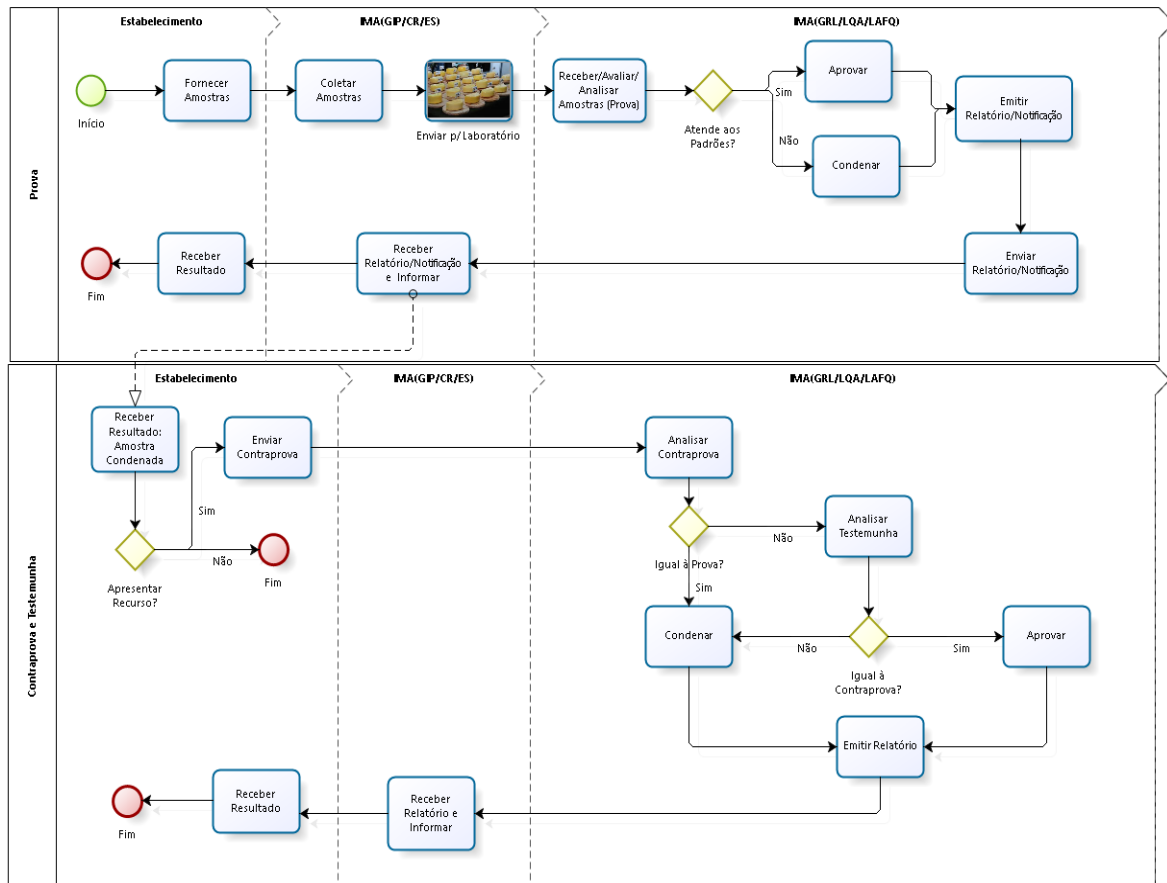 Estabelecimento
IMA(GIP/CR/ES)
IMA(GRL/LQA/LAFQ)
Prova
Início
Fornecer
Amostras
Coletar
Amostras
Enviar p/ Laboratório
Receber/Avaliar/
Analisar
Amostras (Prova)
Atende aos
Padrões?
Sim
Não
Aprovar
Condenar
Emitir
Relatório/Notificação
Enviar
Relatório/Notificação
Receber
Relatório/Notificação
e Informar
Receber
Resultado
Fim
Contraprova e Testemunha
Estabelecimento
IMA(GIP/CR/ES)
IMA(GRL/LQA/LAFQ)
Receber
Resultado:
Amostra
Condenada
Apresentar
Recurso?
Sim
Não
Enviar
Contraprova
Fim
Analisar
Contraprova
Igual à Prova?
Não
Sim
Analisar
Testemunha
Condenar
Não
Sim
Igual à
Contraprova?
Aprovar
Emitir Relatório
Receber
Relatório e
Informar
Receber
Resultado
Fim